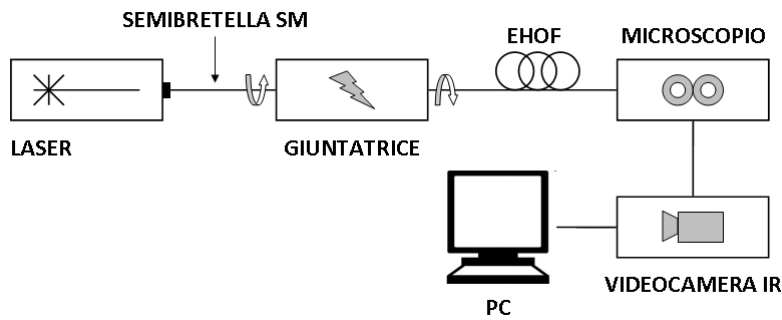 SEMIBRETELLA SM
EHOF
MICROSCOPIO
LASER
GIUNTATRICE
VIDEOCAMERA IR
PC